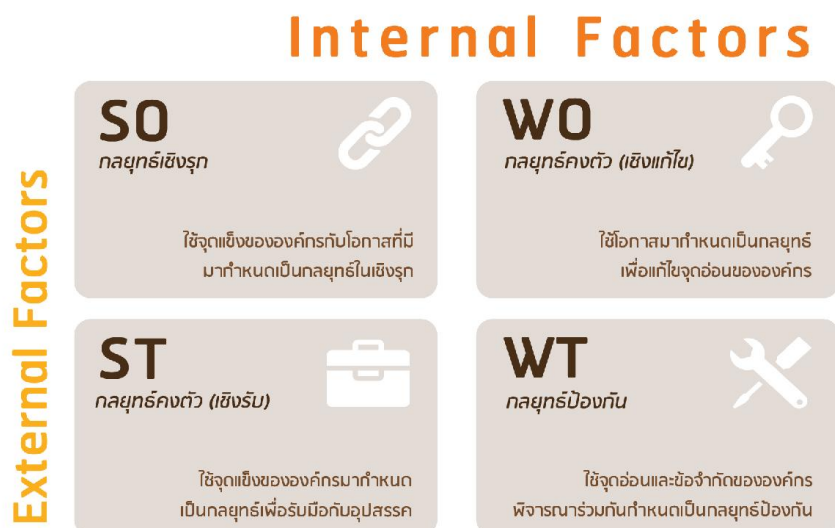 Internal Factors
External Factors
SO
กลยุทธ์เชิงรุก
ใช้จุดแข็งขององค์กรกับโอกาสที่มี
มากำหนดเป็นกลยุทธ์ในเชิงรุก
WO
กลยุทธ์คงตัว (เชิงแก้ไข)
ใช้โอกาสมากำหนดเป็นกลยุทธ์
เพื่อแก้ไขจุดอ่อนขององค์กร
ST
กลยุทธ์คงตัว (เชิงรับ)
ใช้จุดแข็งขององค์กรมากำหนด
เป็นกลยุทธ์เพื่อรับมือกับอุปสรรค
WT
กลยุทธ์ป้องกัน
ใช้จุดอ่อนและข้อจำกัดขององค์กร
พิจารณาร่วมกันกำหนดเป็นกลยุทธ์ป้องกัน